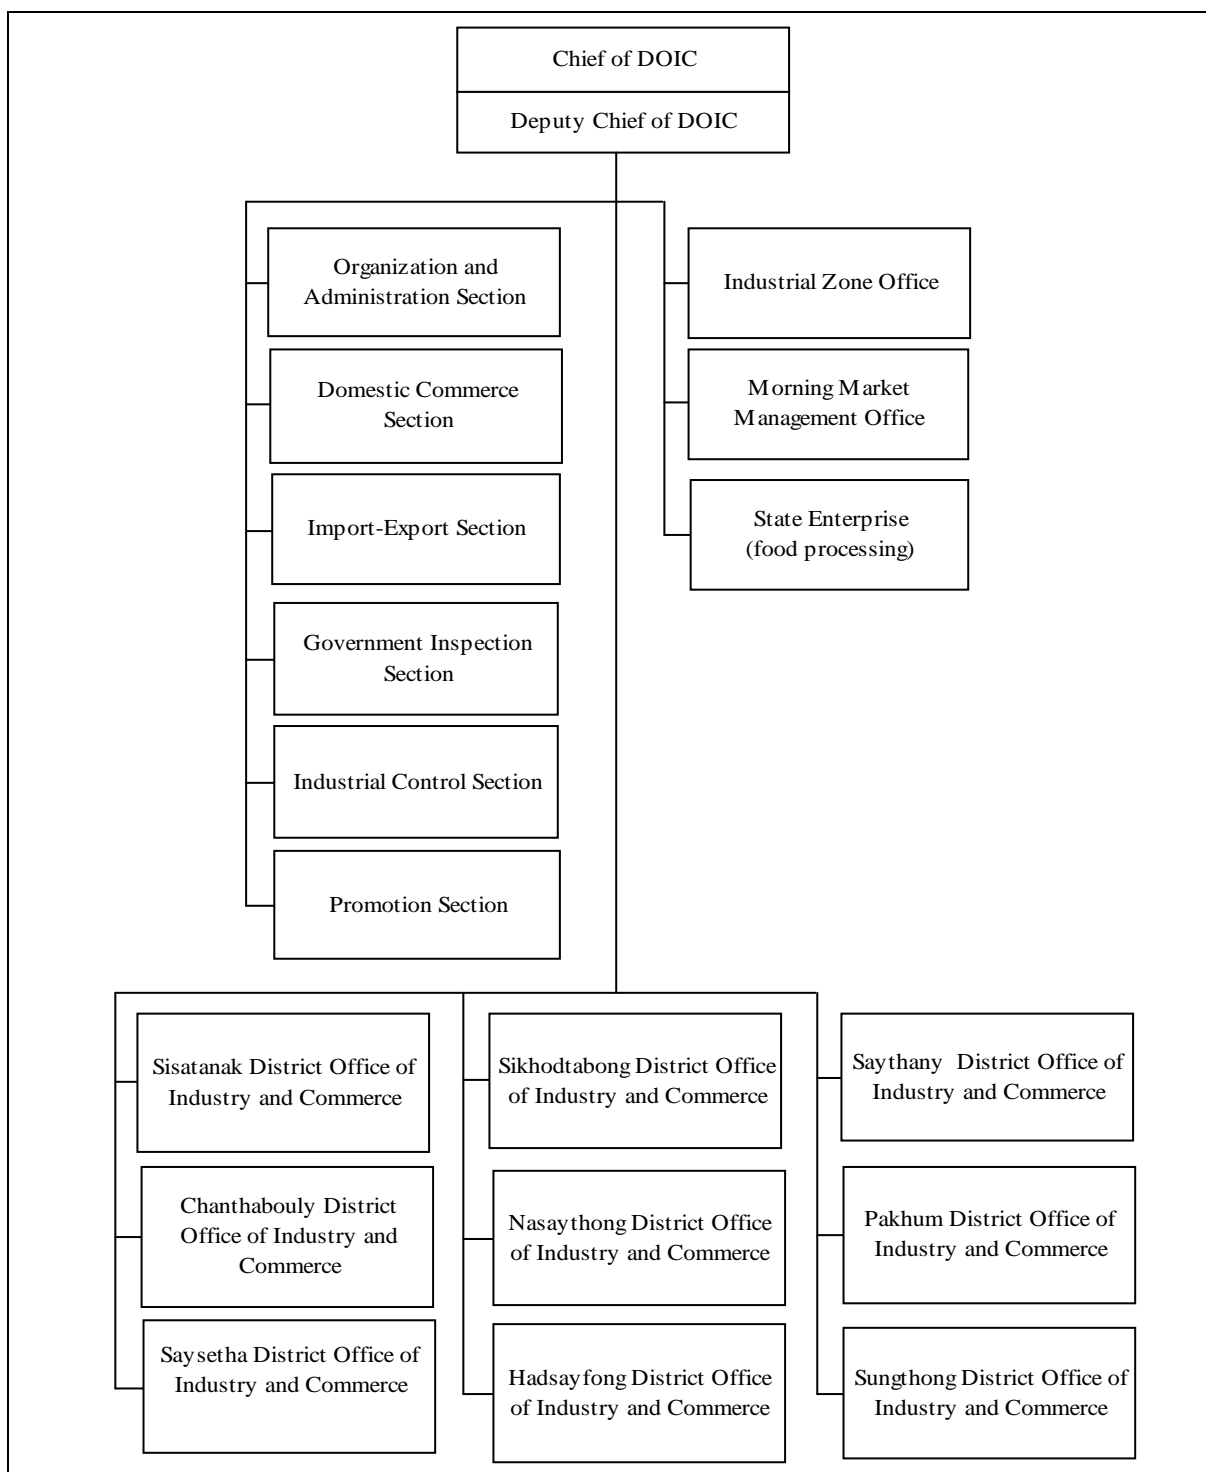 Chief of DOIC
Deputy Chief of DOIC
Organization and
Administration Section
Domestic Commerce
Section
Import-Export Section
Government Inspection
Section
Industrial Control Section
Promotion Section
Industrial Zone Office
Morning Market
Management Office
State Enterprise
(food processing)
Sisatanak District Office of
Industry and Commerce
Chanthabouly District
Office of Industry and
Commerce
Saysetha District Office of
Industry and Commerce
Sikhodtabong District Office
of Industry and Commerce
Nasaythong District Office
of Industry and Commerce
Hadsayfong District Office
of Industry and Commerce
Saythany District Office of
Industry and Commerce
Pakhum District Office of
Industry and Commerce
Sungthong District Office of
Industry and Commerce